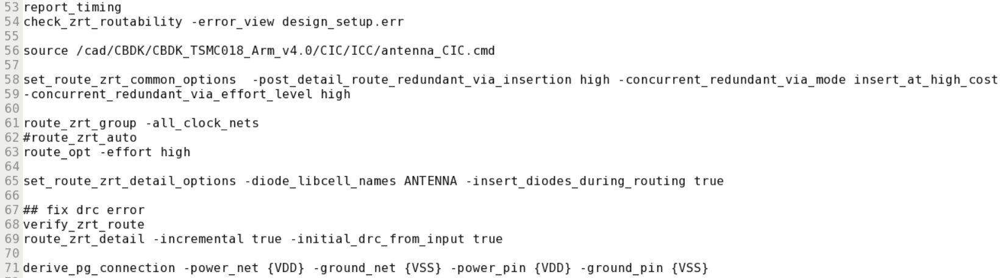 53 report_timing
54 check_zrt_routability -error_view design_setup.err
55
56 source /cad/CBDK/CBDK_TSMC018_Arm_v4.0/CIC/ICC/antenna_CIC.cmd
57
58 set_route_zrt_common_options  -post_detail_route_redundant_via_insertion high -concurrent_redundant_via_mode insert_at_high_cost
59 -concurrent_redundant_via_effort_level high
60
61 route_zrt_group -all_clock_nets
62 #route_zrt_auto
63 route_opt -effort high
64
65 set_route_zrt_detail_options -diode_libcell_names ANTENNA -insert_diodes_during_routing true
66
67 ## fix drc error
68 verify_zrt_route
69 route_zrt_detail -incremental true -initial_drc_from_input true
70
71 derive_pg_connection -power_net {VDD} -ground_net {VSS} -power_pin {VDD} -ground_pin {VSS}